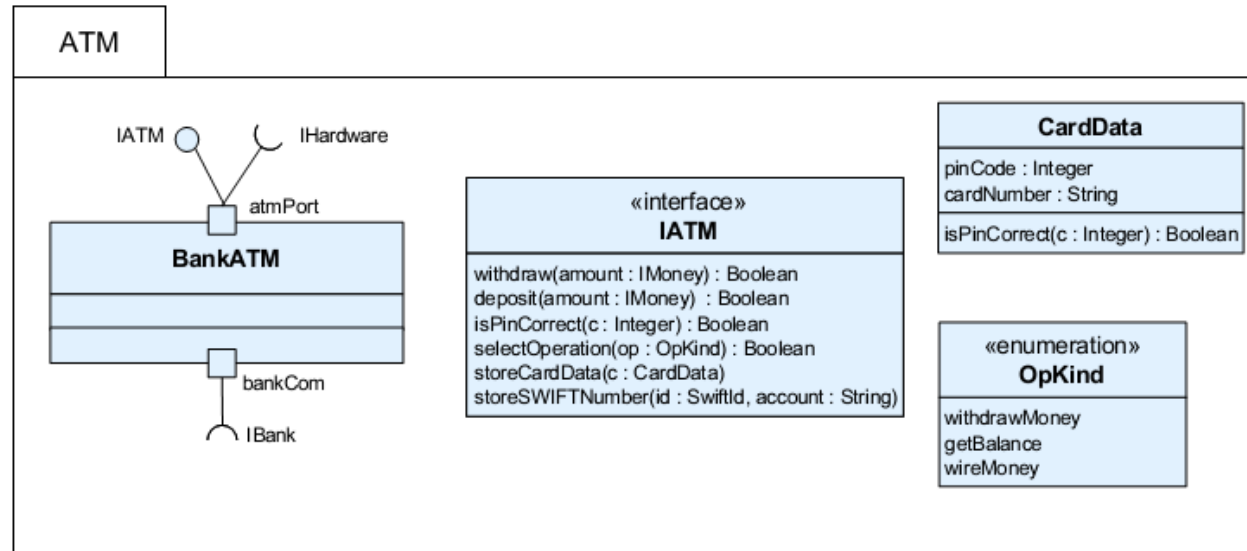 ATM
IATM
IHardware
atmPort
BankATM
bankCom
IBank
«interface»
IATM
withdraw(amount : IMoney) : Boolean
deposit(amount : IMoney) : Boolean
isPinCorrect(c : Integer) : Boolean
selectOperation(op : OpKind) : Boolean
storeCardData(c : CardData)
storeSWIFTNumber(id : SwiftId, account : String)
CardData
pinCode : Integer
cardNumber : String
isPinCorrect(c : Integer) : Boolean
«enumeration»
OpKind
withdrawMoney
getBalance
wireMoney